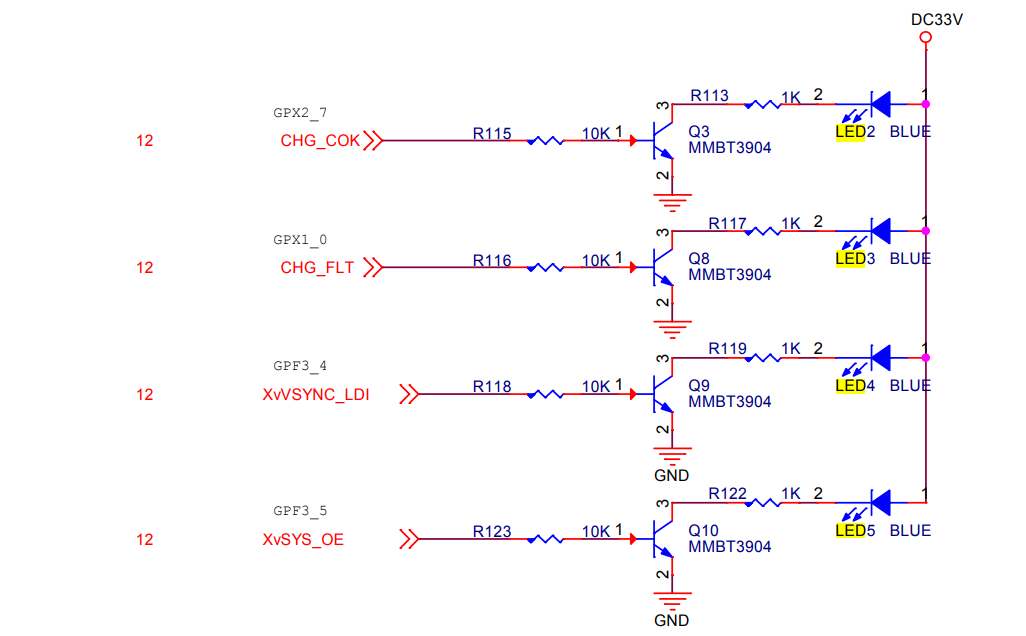 DC33V
GPX2_7
12 CHG_COK R115 10K 1 3 2 Q3 MMBT3904 R113 1K 2 1 LED2 BLUE
GPX1_0
12 CHG_FLT R116 10K 1 3 2 Q8 MMBT3904 R117 1K 2 1 LED3 BLUE
GPF3_4
12 XvVSYNC_LDI R118 10K 1 3 2 Q9 MMBT3904 R119 1K 2 1 LED4 BLUE
GND
GPF3_5
12 XvSYS_OE R123 10K 1 3 2 Q10 MMBT3904 R122 1K 2 1 LED5 BLUE
GND